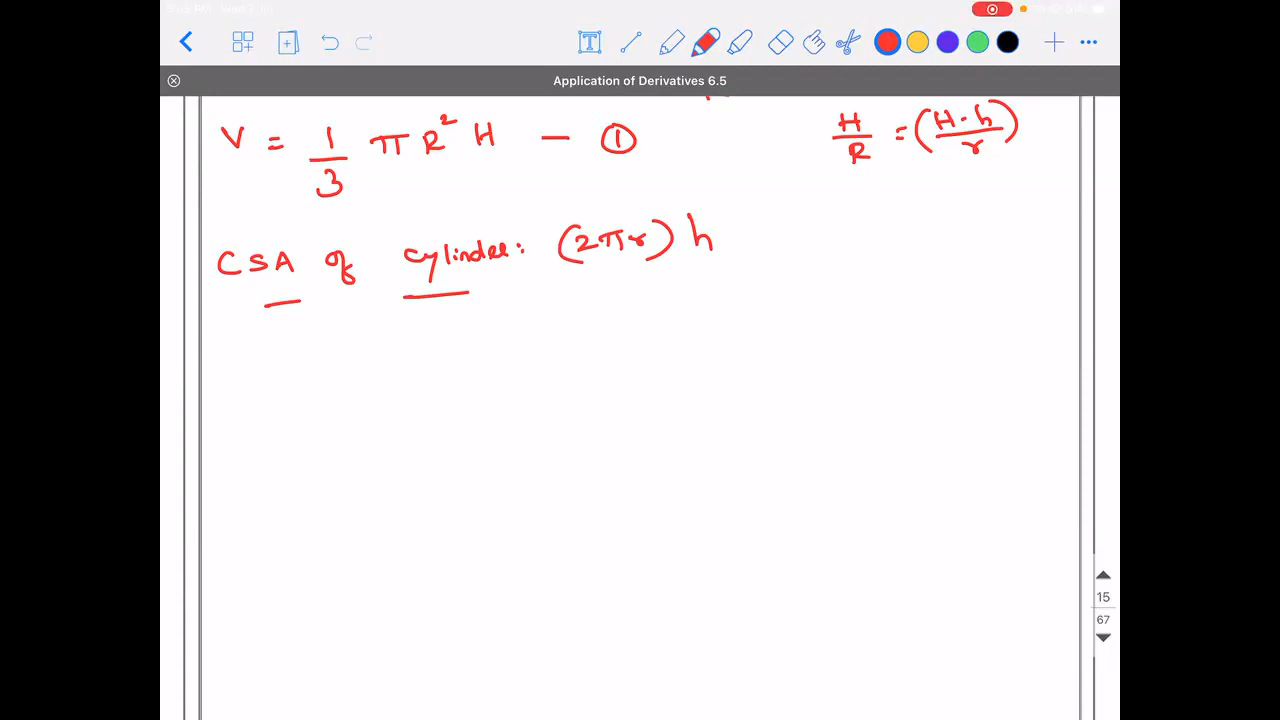 Application of Derivatives 6.5
V = 1/3 π R² H — ①
H/R = (H-h/r)
CSA of cylinder: (2πr) h
15
67